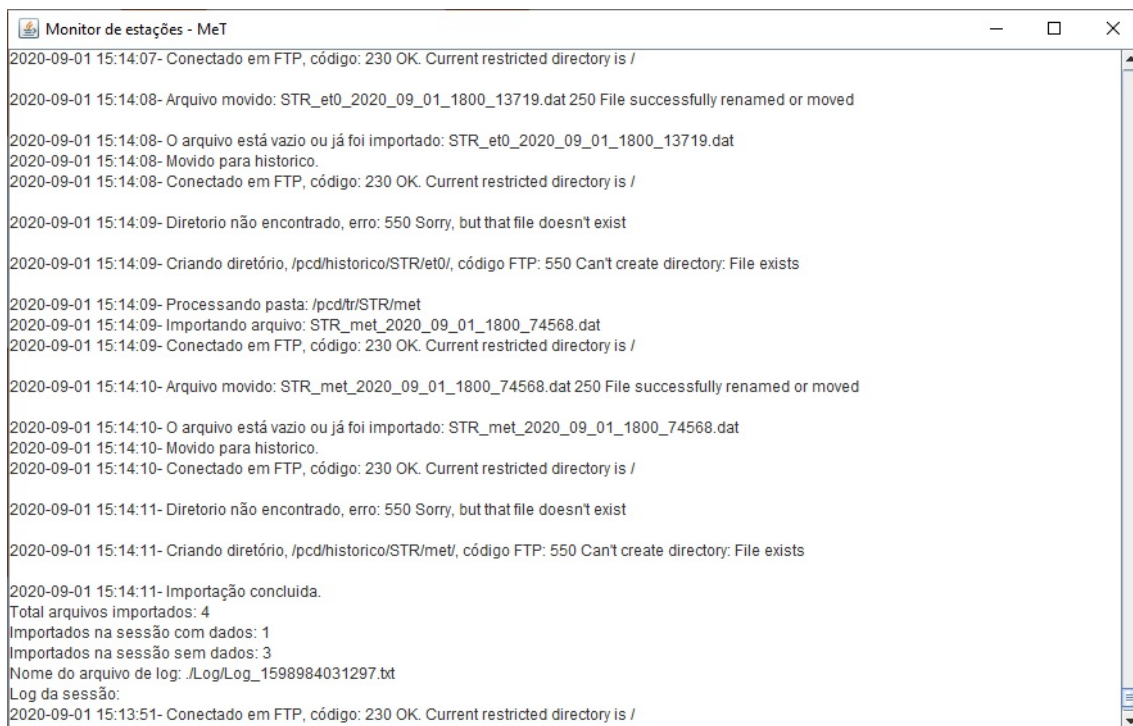 Monitor de estações - MeT
2020-09-01 15:14:07- Conectado em FTP, código: 230 OK. Current restricted directory is /
2020-09-01 15:14:08- Arquivo movido: STR_et0_2020_09_01_1800_13719.dat 250 File successfully renamed or moved
2020-09-01 15:14:08- O arquivo está vazio ou já foi importado: STR_et0_2020_09_01_1800_13719.dat
2020-09-01 15:14:08- Movido para historico.
2020-09-01 15:14:08- Conectado em FTP, código: 230 OK. Current restricted directory is /
2020-09-01 15:14:09- Diretorio não encontrado, erro: 550 Sorry, but that file doesn't exist
2020-09-01 15:14:09- Criando diretório, /pcd/historico/STR/et0/, código FTP: 550 Can't create directory: File exists
2020-09-01 15:14:09- Processando pasta: /pcd/tr/STR/met
2020-09-01 15:14:09- Importando arquivo: STR_met_2020_09_01_1800_74568.dat
2020-09-01 15:14:09- Conectado em FTP, código: 230 OK. Current restricted directory is /
2020-09-01 15:14:10- Arquivo movido: STR_met_2020_09_01_1800_74568.dat 250 File successfully renamed or moved
2020-09-01 15:14:10- O arquivo está vazio ou já foi importado: STR_met_2020_09_01_1800_74568.dat
2020-09-01 15:14:10- Movido para historico.
2020-09-01 15:14:10- Conectado em FTP, código: 230 OK. Current restricted directory is /
2020-09-01 15:14:11- Diretorio não encontrado, erro: 550 Sorry, but that file doesn't exist
2020-09-01 15:14:11- Criando diretório, /pcd/historico/STR/met/, código FTP: 550 Can't create directory: File exists
2020-09-01 15:14:11- Importação concluida.
Total arquivos importados: 4
Importados na sessão com dados: 1
Importados na sessão sem dados: 3
Nome do arquivo de log: ./Log/Log_1598984031297.txt
Log da sessão:
2020-09-01 15:13:51- Conectado em FTP, código: 230 OK. Current restricted directory is /